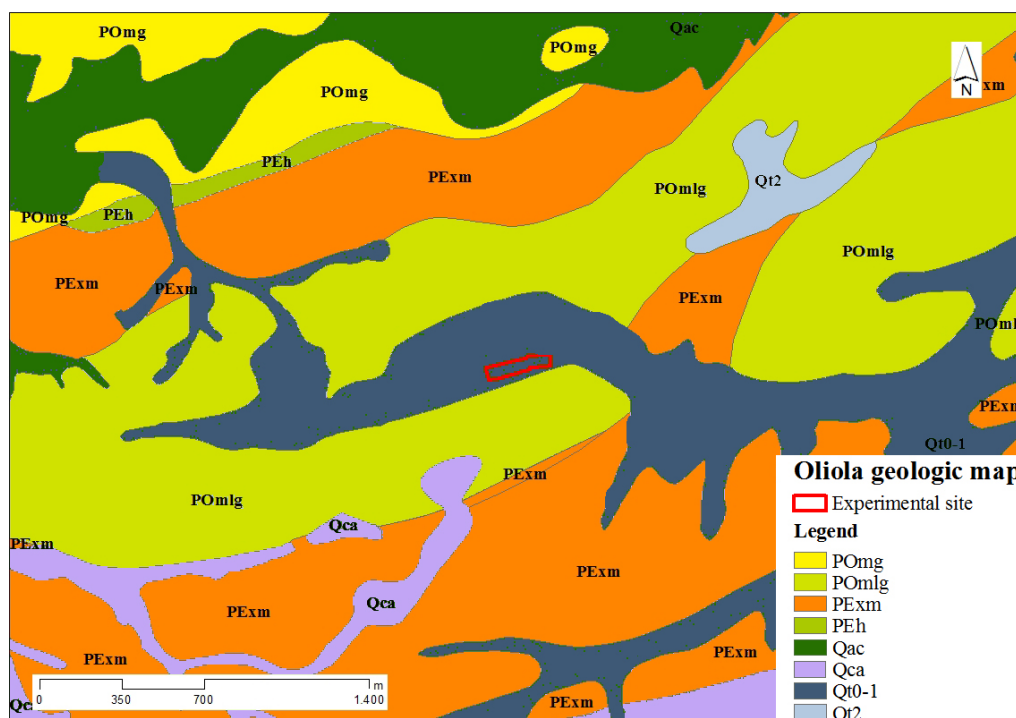 POmg
Qac
POmg
POmg
N
xm
PEh
PExm
POmlg
Qt2
POmg
PEh
POmlg
PExm
PExm
PExm
POml
PExm
Qt0-1
PExm
POmlg
Qca
PExm
PExm
Qca
PExm
PExm
PExm
Qca
0 350 700 1.400 m
PExm
Oliola geologic map
Experimental site
Legend
POmg
POmlg
PExm
PEh
Qac
Qca
Qt0-1
Qt2